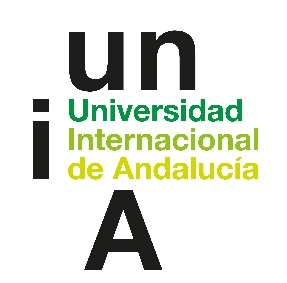 un
i
Universidad
Internacional
de Andalucía
A